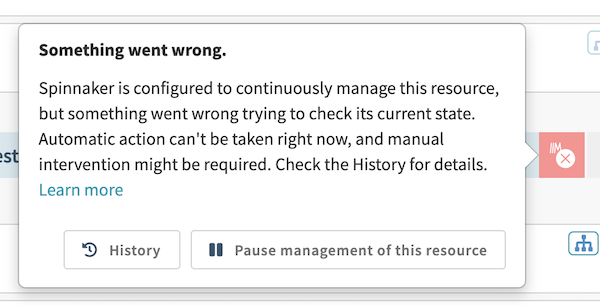 Something went wrong.
Spinnaker is configured to continuously manage this resource,
but something went wrong trying to check its current state.
Automatic action can't be taken right now, and manual
intervention might be required. Check the History for details.
Learn more
est
History
Pause management of this resource